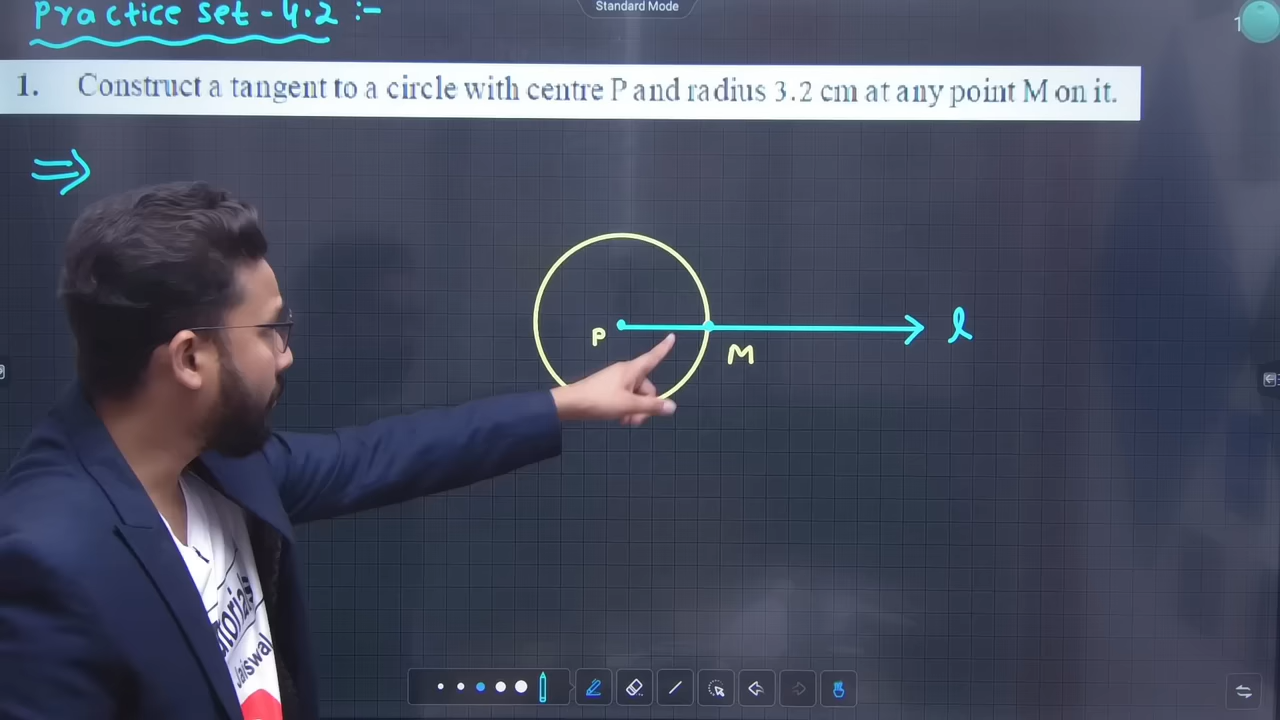 Standard Mode
Practice Set - 4.2 :-
1. Construct a tangent to a circle with centre P and radius 3.2 cm at any point M on it.
⇒
P
M
l
Jaiswal